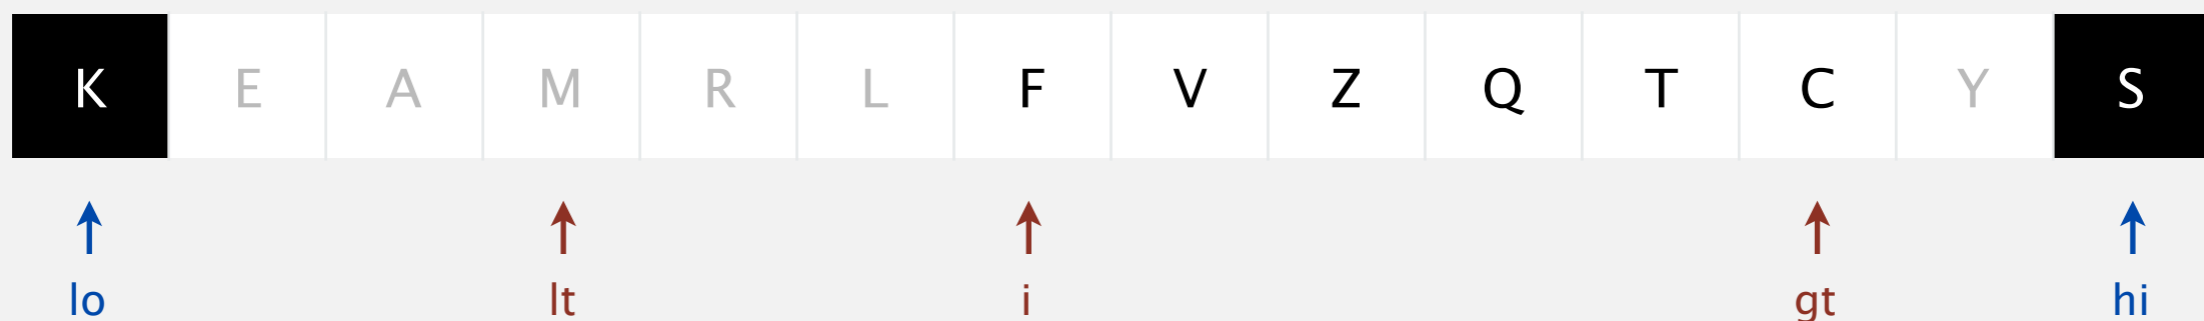 K E A M R L F V Z Q T C Y S
lo lt i gt hi